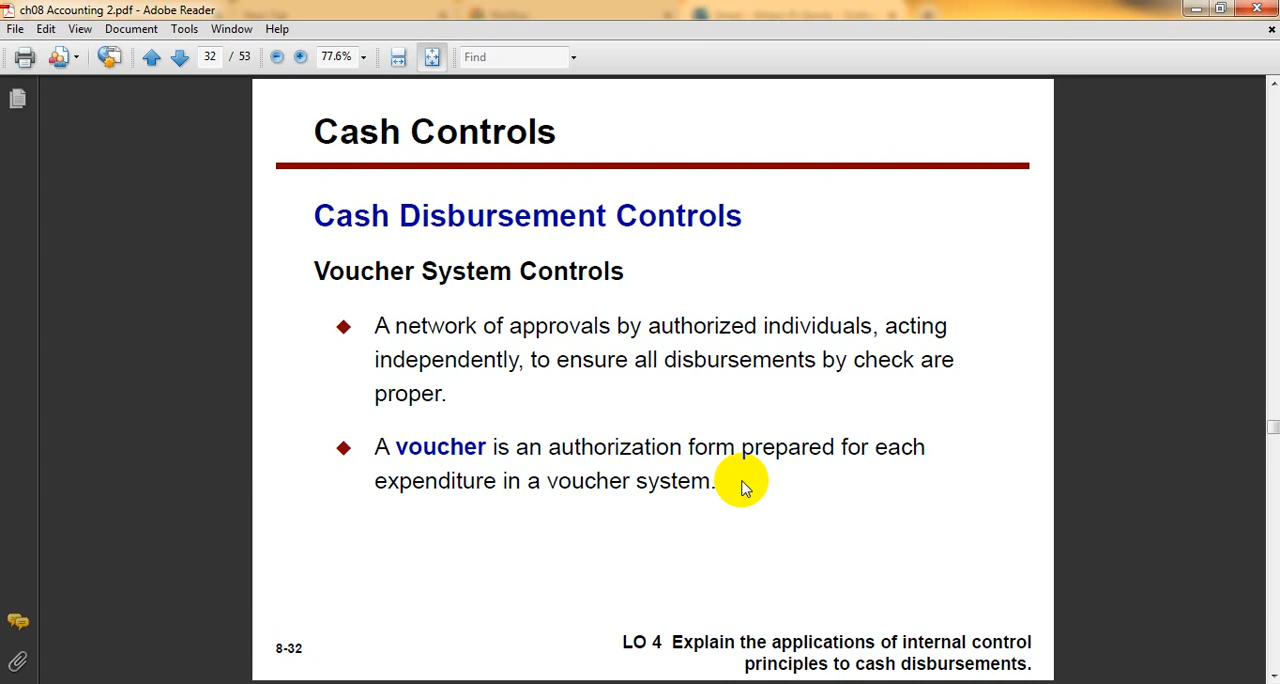 ch08 Accounting 2.pdf - Adobe Reader
File Edit View Document Tools Window Help
32 / 53 77.6% Find
Cash Controls
Cash Disbursement Controls
Voucher System Controls
A network of approvals by authorized individuals, acting
independently, to ensure all disbursements by check are
proper.
A voucher is an authorization form prepared for each
expenditure in a voucher system.
8-32
LO 4 Explain the applications of internal control
principles to cash disbursements.